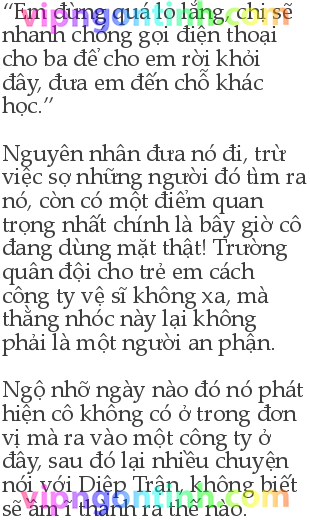 “Em đừng quá lo lắng, chị sẽ
vipngontinh.com
nhanh chóng gọi điện thoại
cho ba để cho em rời khỏi
đây, đưa em đến chỗ khác
học.”
Nguyên nhân đưa nó đi, trừ
việc sợ những người đó tìm ra
nó, còn có một điểm quan
trọng nhất chính là bây giờ cô
đang dùng mặt thật! Trường
quân đội cho trẻ em cách
công ty vệ sĩ không xa, mà
thằng nhóc này lại không
phải là một người an phận.
Ngộ nhỡ ngày nào đó nó phát
hiện cô không có ở trong đơn
vị mà ra vào một công ty ở
đây, sau đó lại nhiều chuyện
nói với Diệp Trân, không biết
vipngontinh.com
sẽ ầm ĩ thành ra thế nào.